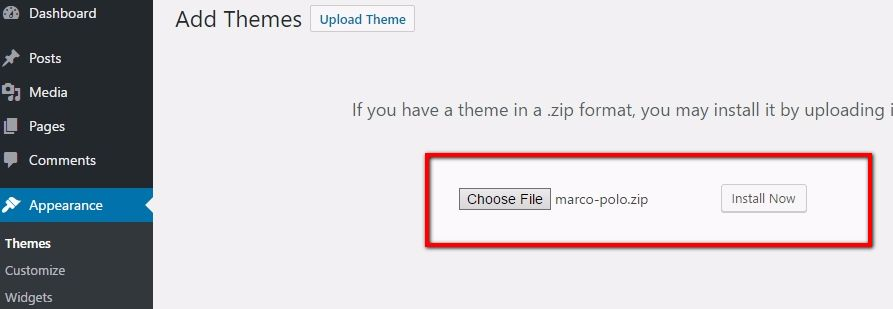 Dashboard
Add Themes
Upload Theme
Posts
Media
Pages
Comments
Appearance
Themes
Customize
Widgets
If you have a theme in a .zip format, you may install it by uploading i
Choose File
marco-polo.zip
Install Now